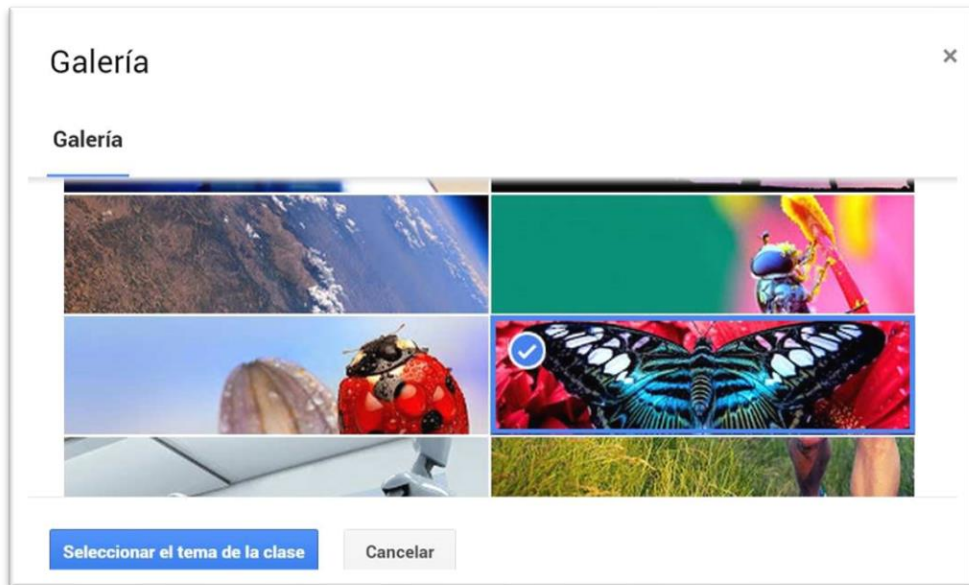 Galería
×
Galería
Seleccionar el tema de la clase
Cancelar